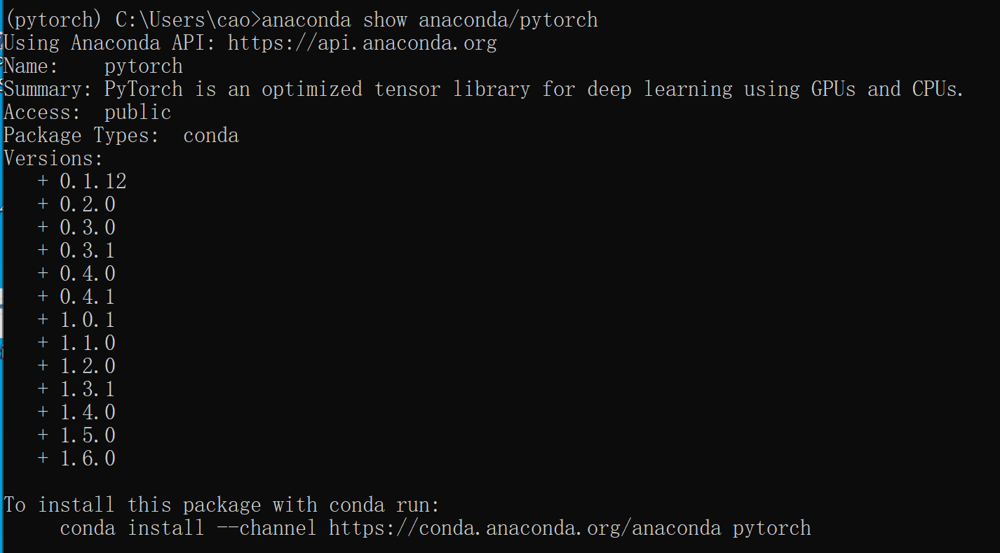 (pytorch) C:\Users\cao>anaconda show anaconda/pytorch
Using Anaconda API: https://api.anaconda.org
Name:    pytorch
Summary: PyTorch is an optimized tensor library for deep learning using GPUs and CPUs.
Access:  public
Package Types:  conda
Versions:
   + 0.1.12
   + 0.2.0
   + 0.3.0
   + 0.3.1
   + 0.4.0
   + 0.4.1
   + 1.0.1
   + 1.1.0
   + 1.2.0
   + 1.3.1
   + 1.4.0
   + 1.5.0
   + 1.6.0
To install this package with conda run:
     conda install --channel https://conda.anaconda.org/anaconda pytorch